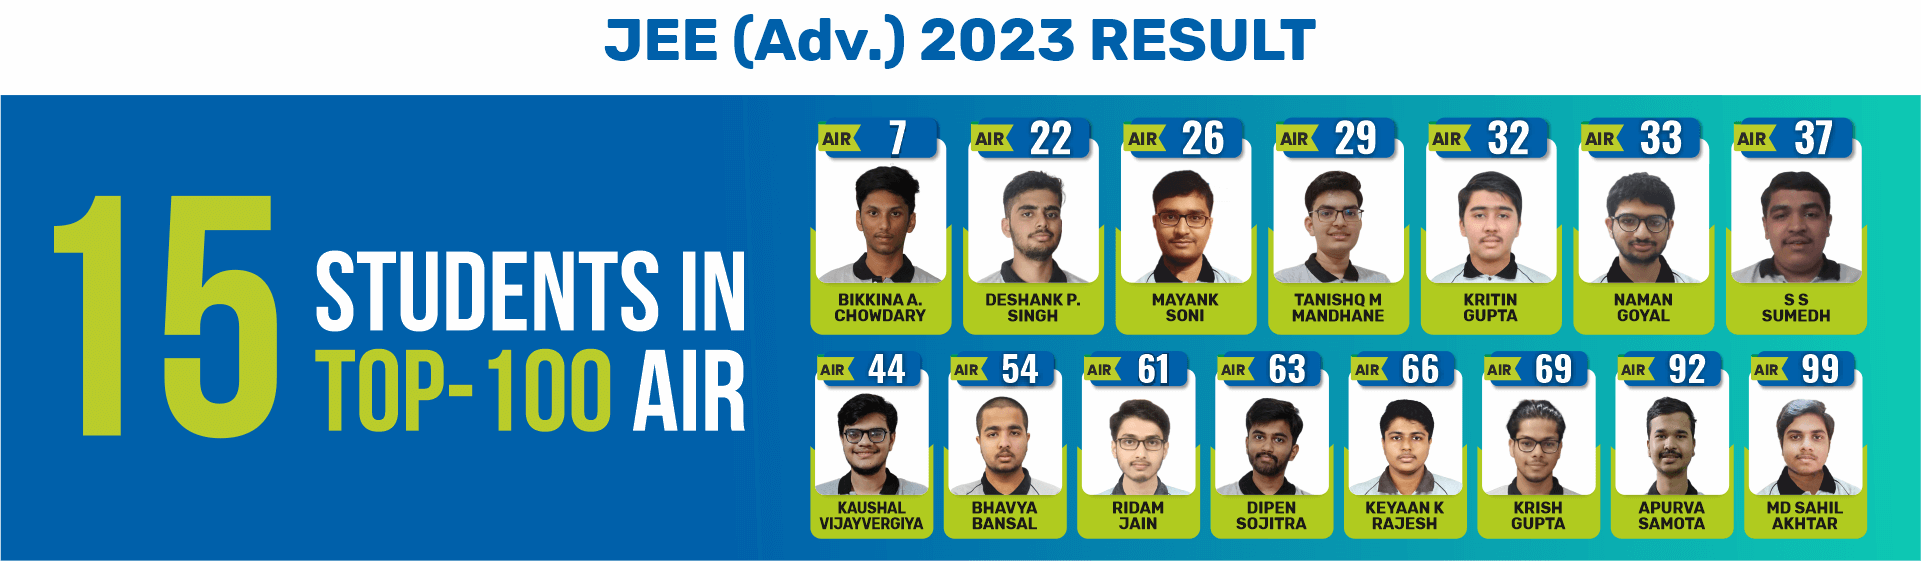 JEE (Adv.) 2023 RESULT
15
STUDENTS IN
TOP-100 AIR
AIR 7
BIKKINA A.
CHOWDARY
AIR 22
DESHANK P.
SINGH
AIR 26
MAYANK
SONI
AIR 29
TANISHQ M
MANDHANE
AIR 32
KRITIN
GUPTA
AIR 33
NAMAN
GOYAL
AIR 37
S S
SUMEDH
AIR 44
KAUSHAL
VIJAYVERGIYA
AIR 54
BHAVYA
BANSAL
AIR 61
RIDAM
JAIN
AIR 63
DIPEN
SOJITRA
AIR 66
KEYAAN K
RAJESH
AIR 69
KRISH
GUPTA
AIR 92
APURVA
SAMOTA
AIR 99
MD SAHIL
AKHTAR